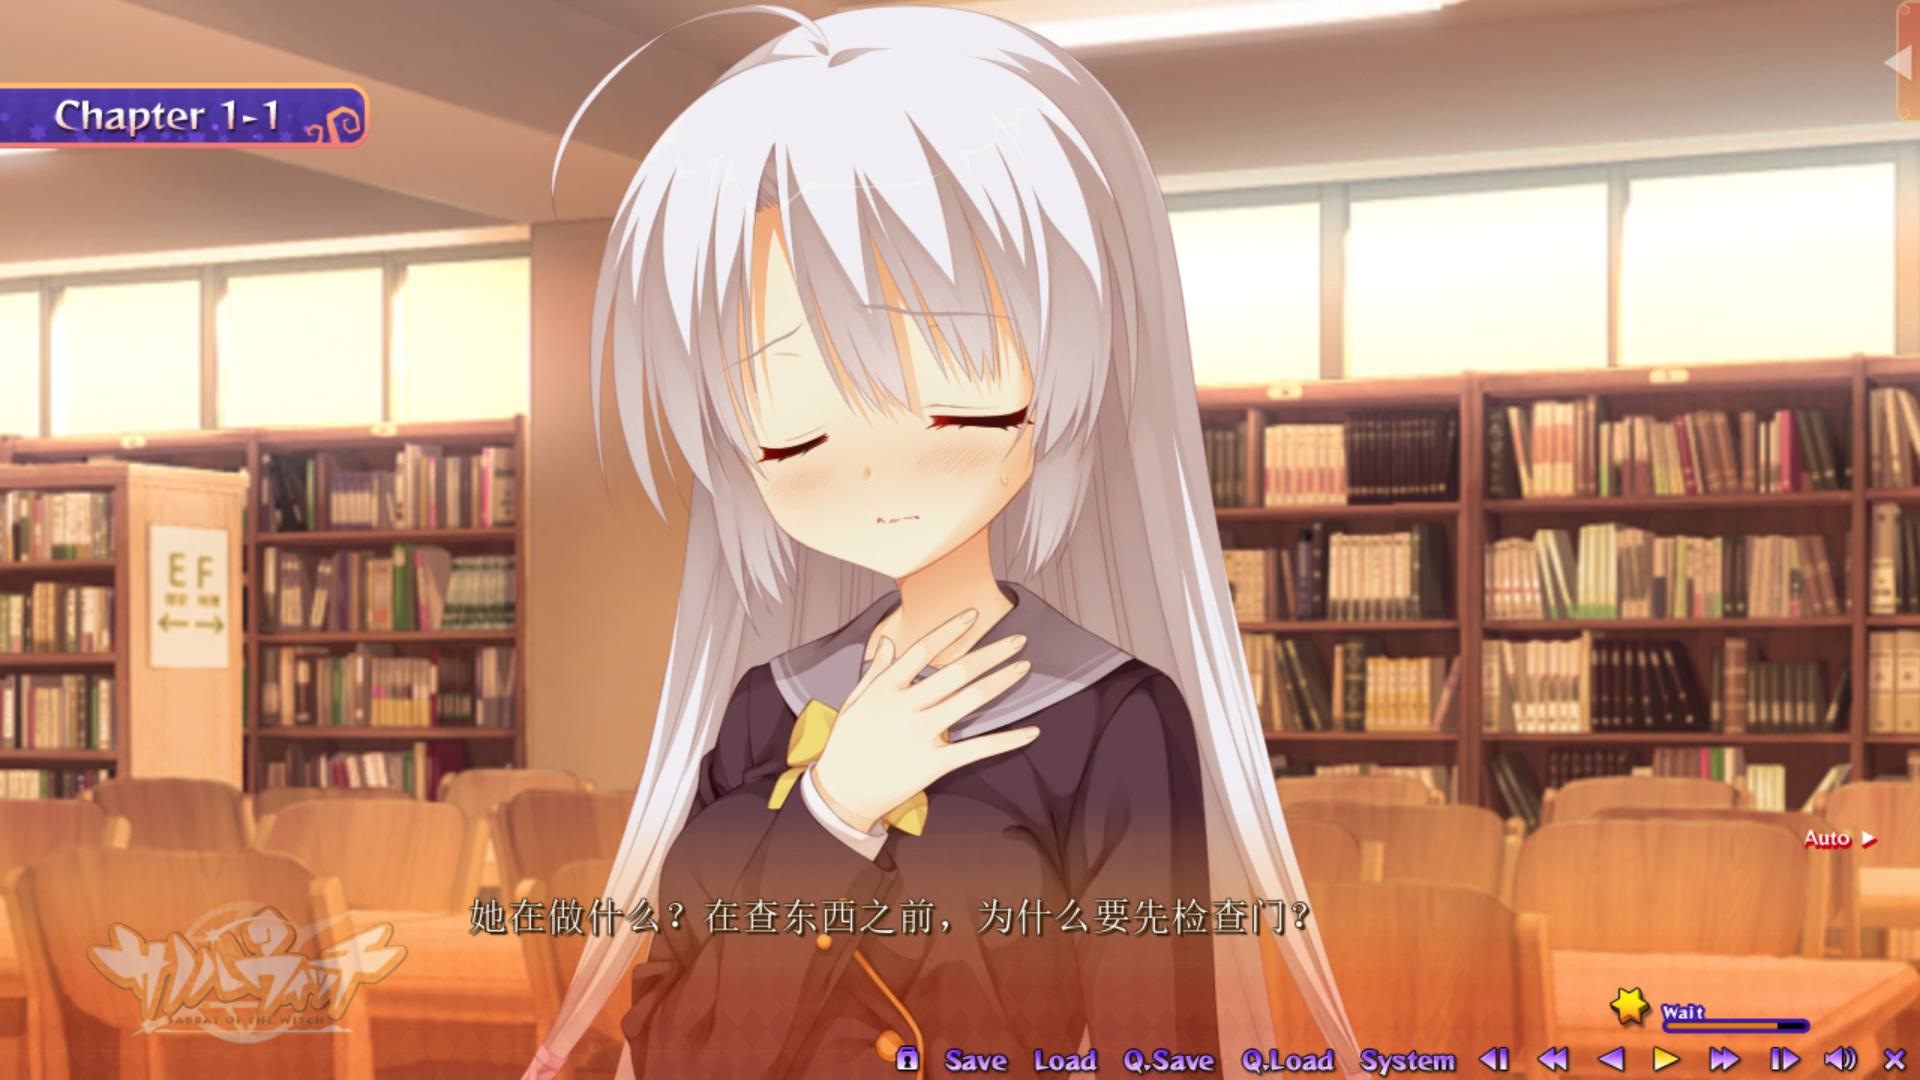 Chapter 1-1
E F
Auto
她在做什么？在查东西之前，为什么要先检查门？
サノバウィッチ
SABBAT OF THE WITCH
Wait
Save Load Q.Save Q.Load System